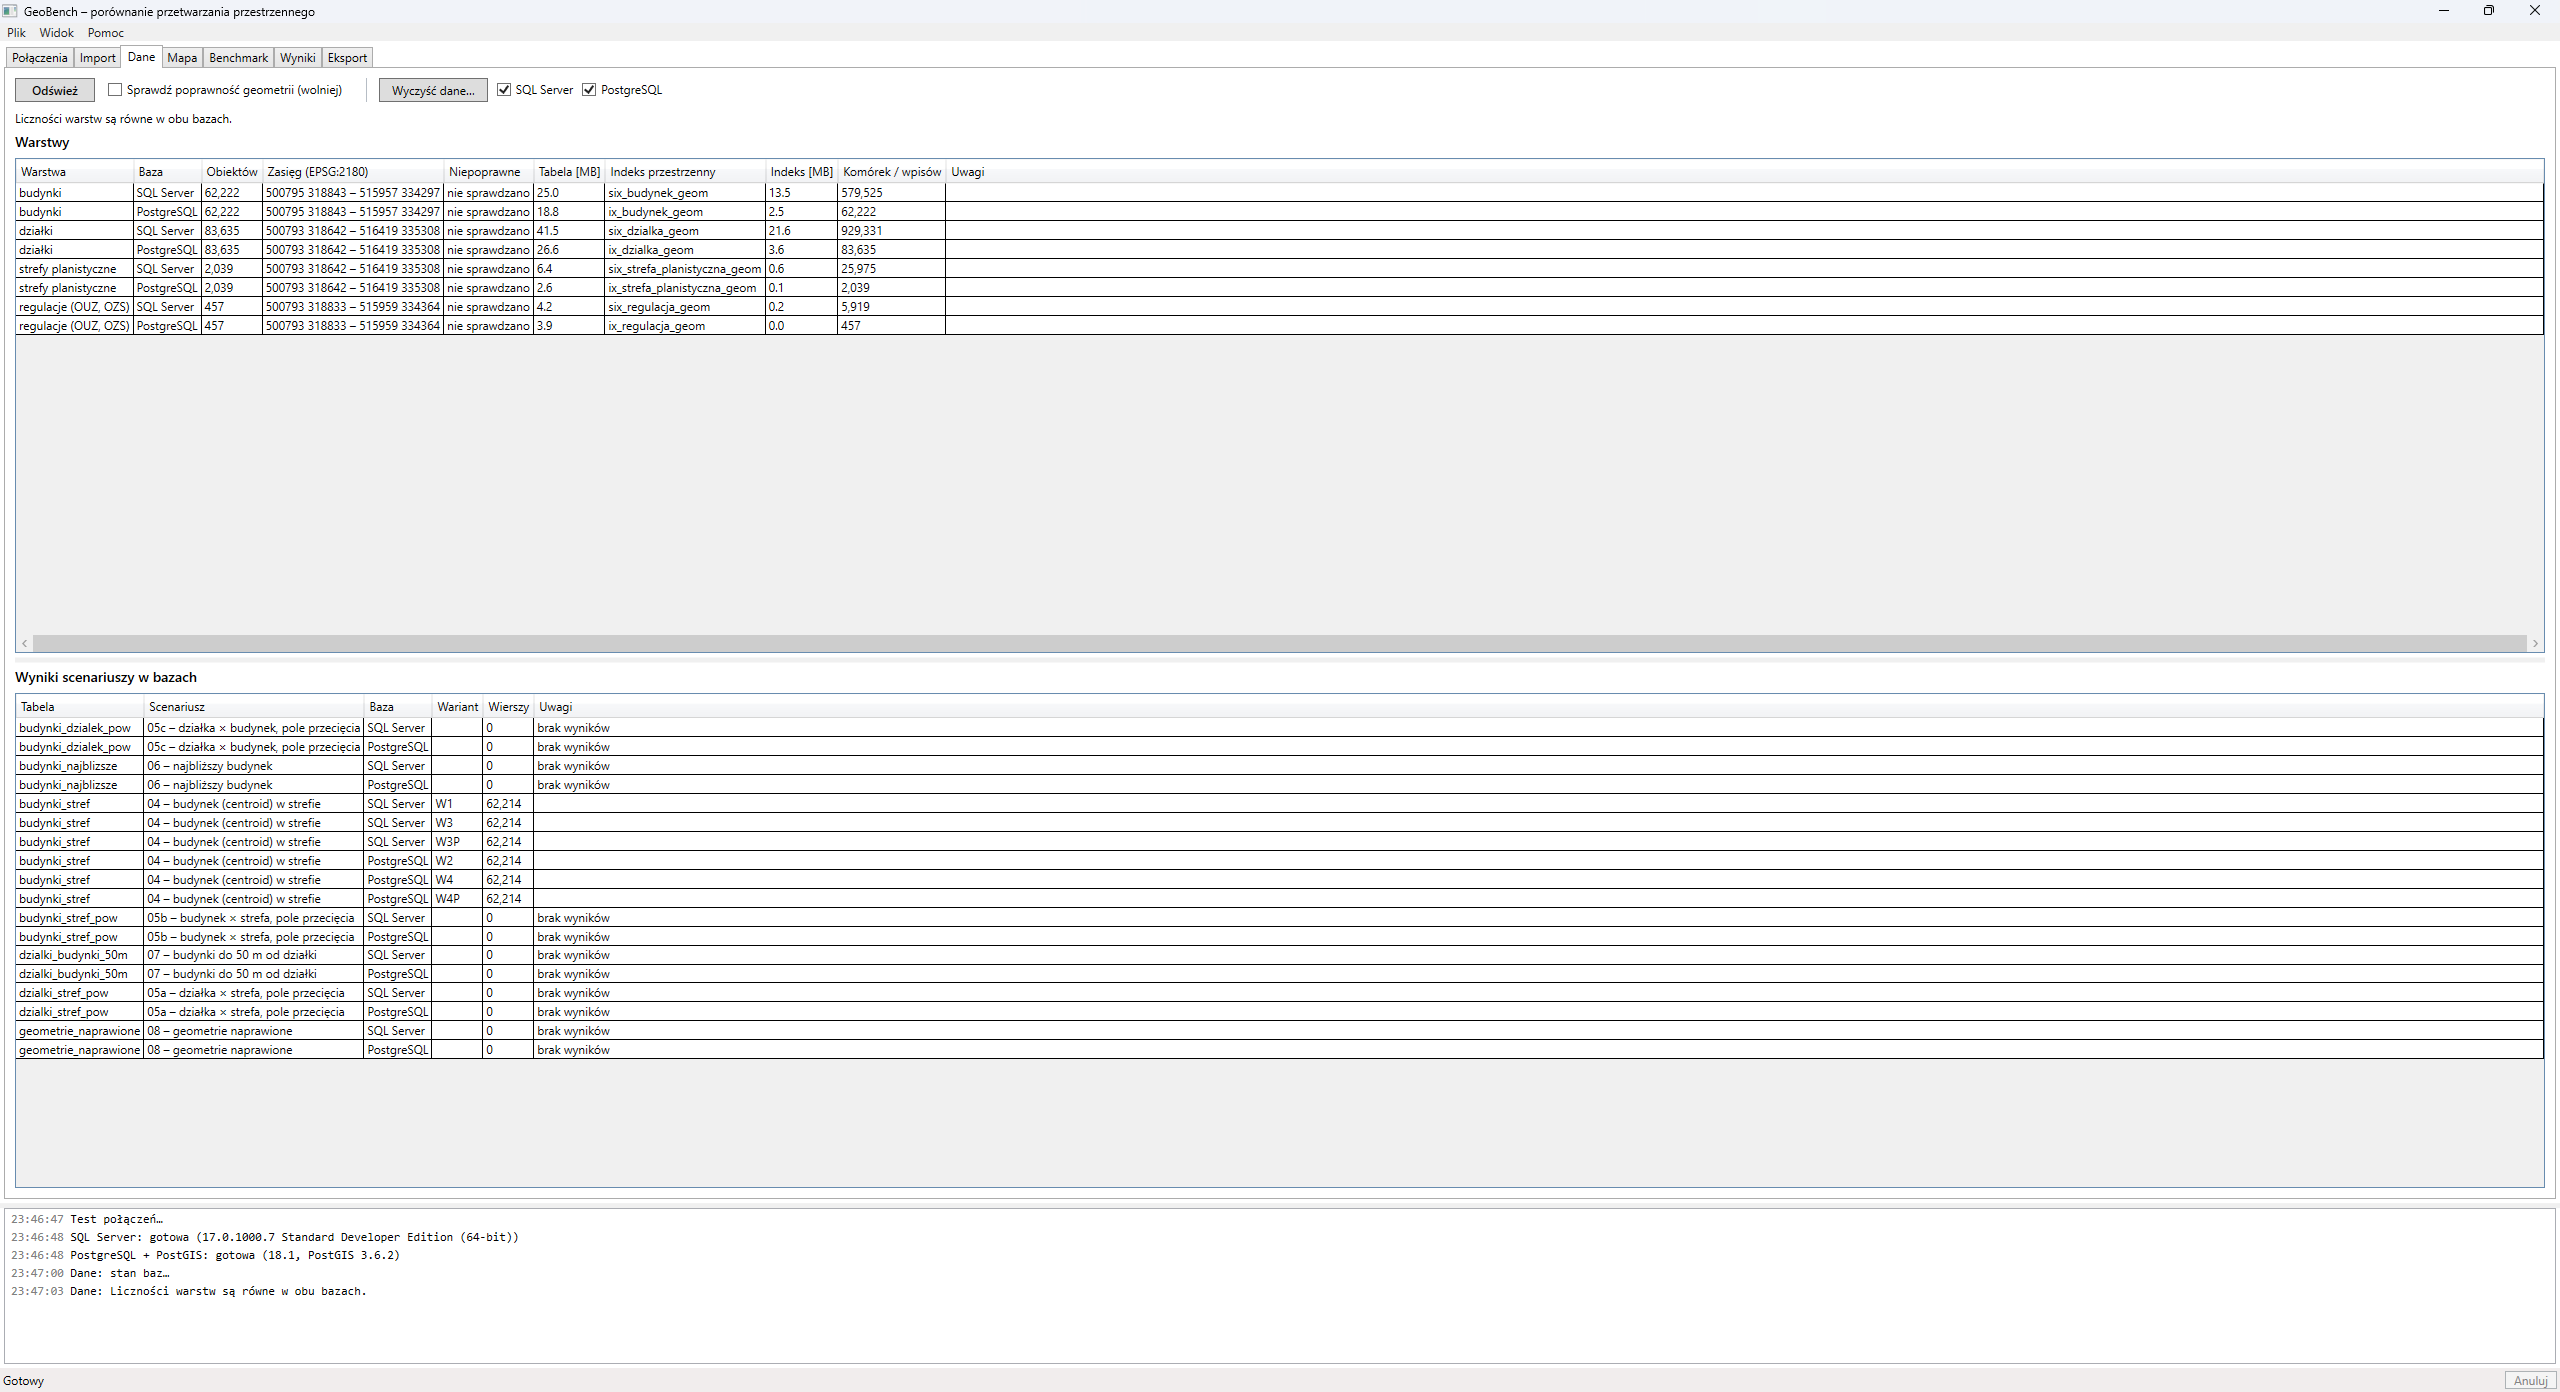 GeoBench – porównanie przetwarzania przestrzennego
Plik Widok Pomoc
Połączenia Import Dane Mapa Benchmark Wyniki Eksport
Odśwież Sprawdź poprawność geometrii (wolniej) Wyczyść dane... SQL Server PostgreSQL
Liczności warstw są równe w obu bazach.
Warstwy
Warstwa Baza Obiektów Zasięg (EPSG:2180) Niepoprawne Tabela [MB] Indeks przestrzenny Indeks [MB] Komórek / wpisów Uwagi
budynki SQL Server 62,222 500795 318843 – 515957 334297 nie sprawdzano 25.0 six_budynek_geom 13.5 579,525
budynki PostgreSQL 62,222 500795 318843 – 515957 334297 nie sprawdzano 18.8 ix_budynek_geom 2.5 62,222
działki SQL Server 83,635 500793 318642 – 516419 335308 nie sprawdzano 41.5 six_dzialka_geom 21.6 929,331
działki PostgreSQL 83,635 500793 318642 – 516419 335308 nie sprawdzano 26.6 ix_dzialka_geom 3.6 83,635
strefy planistyczne SQL Server 2,039 500793 318642 – 516419 335308 nie sprawdzano 6.4 six_strefa_planistyczna_geom 0.6 25,975
strefy planistyczne PostgreSQL 2,039 500793 318642 – 516419 335308 nie sprawdzano 2.6 ix_strefa_planistyczna_geom 0.1 2,039
regulacje (OUZ, OZS) SQL Server 457 500793 318833 – 515959 334364 nie sprawdzano 4.2 six_regulacja_geom 0.2 5,919
regulacje (OUZ, OZS) PostgreSQL 457 500793 318833 – 515959 334364 nie sprawdzano 3.9 ix_regulacja_geom 0.0 457
Wyniki scenariuszy w bazach
Tabela Scenariusz Baza Wariant Wierszy Uwagi
budynki_dzialek_pow 05c – działka × budynek, pole przecięcia SQL Server 0 brak wyników
budynki_dzialek_pow 05c – działka × budynek, pole przecięcia PostgreSQL 0 brak wyników
budynki_najblizsze 06 – najbliższy budynek SQL Server 0 brak wyników
budynki_najblizsze 06 – najbliższy budynek PostgreSQL 0 brak wyników
budynki_stref 04 – budynek (centroid) w strefie SQL Server W1 62,214
budynki_stref 04 – budynek (centroid) w strefie SQL Server W3 62,214
budynki_stref 04 – budynek (centroid) w strefie SQL Server W3P 62,214
budynki_stref 04 – budynek (centroid) w strefie PostgreSQL W2 62,214
budynki_stref 04 – budynek (centroid) w strefie PostgreSQL W4 62,214
budynki_stref 04 – budynek (centroid) w strefie PostgreSQL W4P 62,214
budynki_stref_pow 05b – budynek × strefa, pole przecięcia SQL Server 0 brak wyników
budynki_stref_pow 05b – budynek × strefa, pole przecięcia PostgreSQL 0 brak wyników
dzialki_budynki_50m 07 – budynki do 50 m od działki SQL Server 0 brak wyników
dzialki_budynki_50m 07 – budynki do 50 m od działki PostgreSQL 0 brak wyników
dzialki_stref_pow 05a – działka × strefa, pole przecięcia SQL Server 0 brak wyników
dzialki_stref_pow 05a – działka × strefa, pole przecięcia PostgreSQL 0 brak wyników
geometrie_naprawione 08 – geometrie naprawione SQL Server 0 brak wyników
geometrie_naprawione 08 – geometrie naprawione PostgreSQL 0 brak wyników
23:46:47 Test połączeń…
23:46:48 SQL Server: gotowa (17.0.1000.7 Standard Developer Edition (64-bit))
23:46:48 PostgreSQL + PostGIS: gotowa (18.1, PostGIS 3.6.2)
23:47:00 Dane: stan baz…
23:47:03 Dane: Liczności warstw są równe w obu bazach.
Gotowy Anuluj